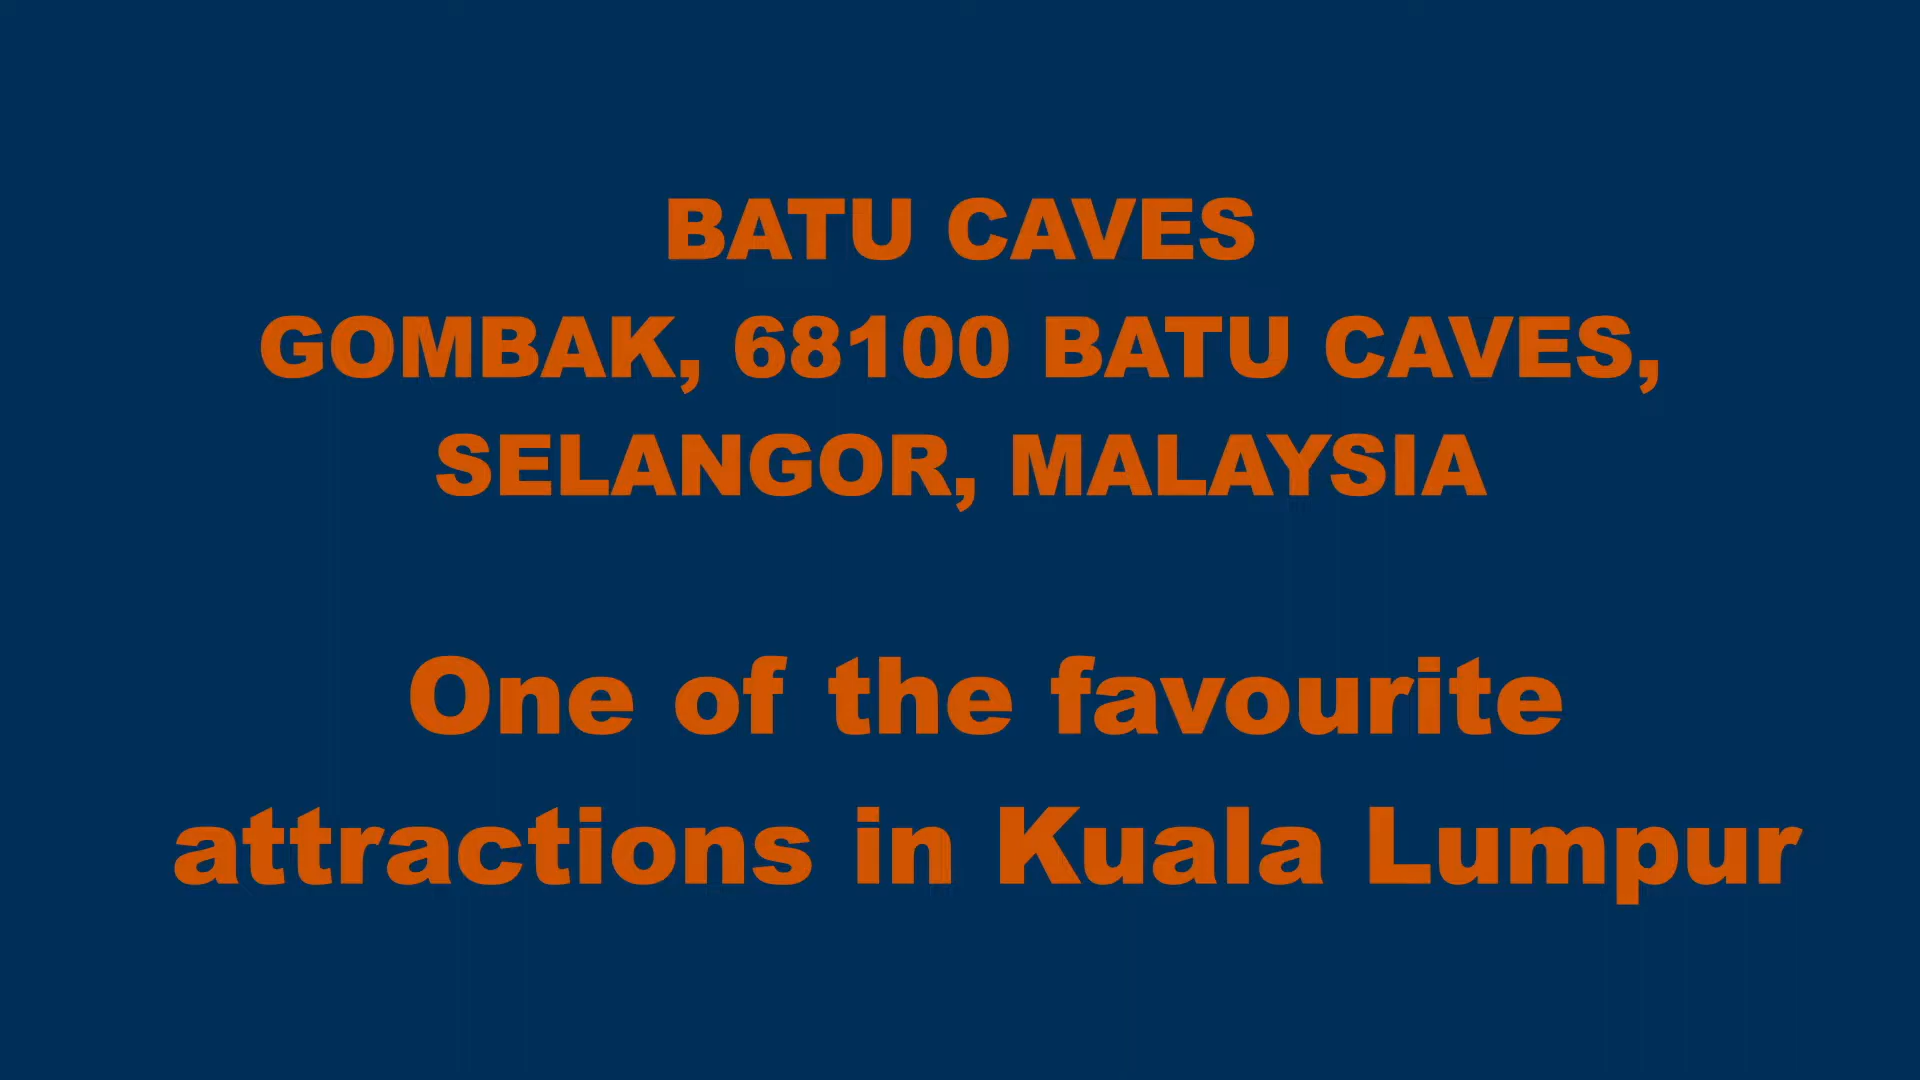 BATU CAVES
GOMBAK, 68100 BATU CAVES,
SELANGOR, MALAYSIA
One of the favourite
attractions in Kuala Lumpur